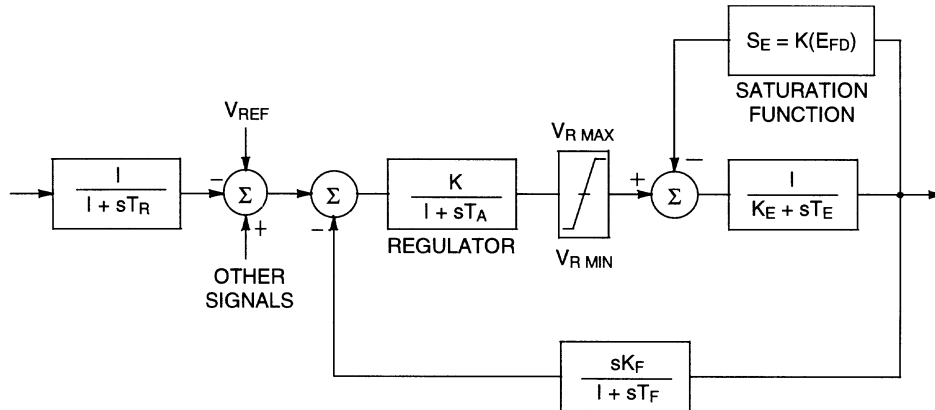 S_E = K(E_FD)
SATURATION
FUNCTION
V_REF
V_R MAX
I
I + sT_R
−
Σ
+
Σ
−
K
I + sT_A
REGULATOR
V_R MIN
+
−
Σ
I
K_E + sT_E
OTHER
SIGNALS
sK_F
I + sT_F